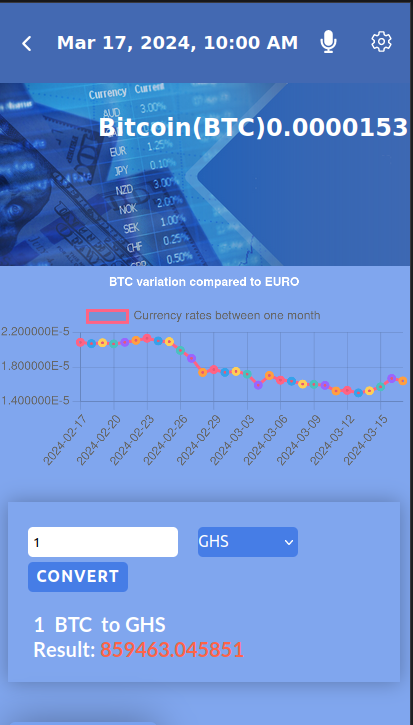 Mar 17, 2024, 10:00 AM
Currency Current
AUD 3.00%
EUR 1.25%
JPY 0.10%
NZD 3.00%
NOK 2.00%
SEK 1.00%
CHF 0.25%
0.50%
Bitcoin(BTC)0.0000153
BTC variation compared to EURO
Currency rates between one month
2.200000E-5
1.800000E-5
1.400000E-5
2024-02-17
2024-02-20
2024-02-23
2024-02-26
2024-02-29
2024-03-03
2024-03-06
2024-03-09
2024-03-12
2024-03-15
1
GHS
CONVERT
1 BTC to GHS
Result: 859463.045851